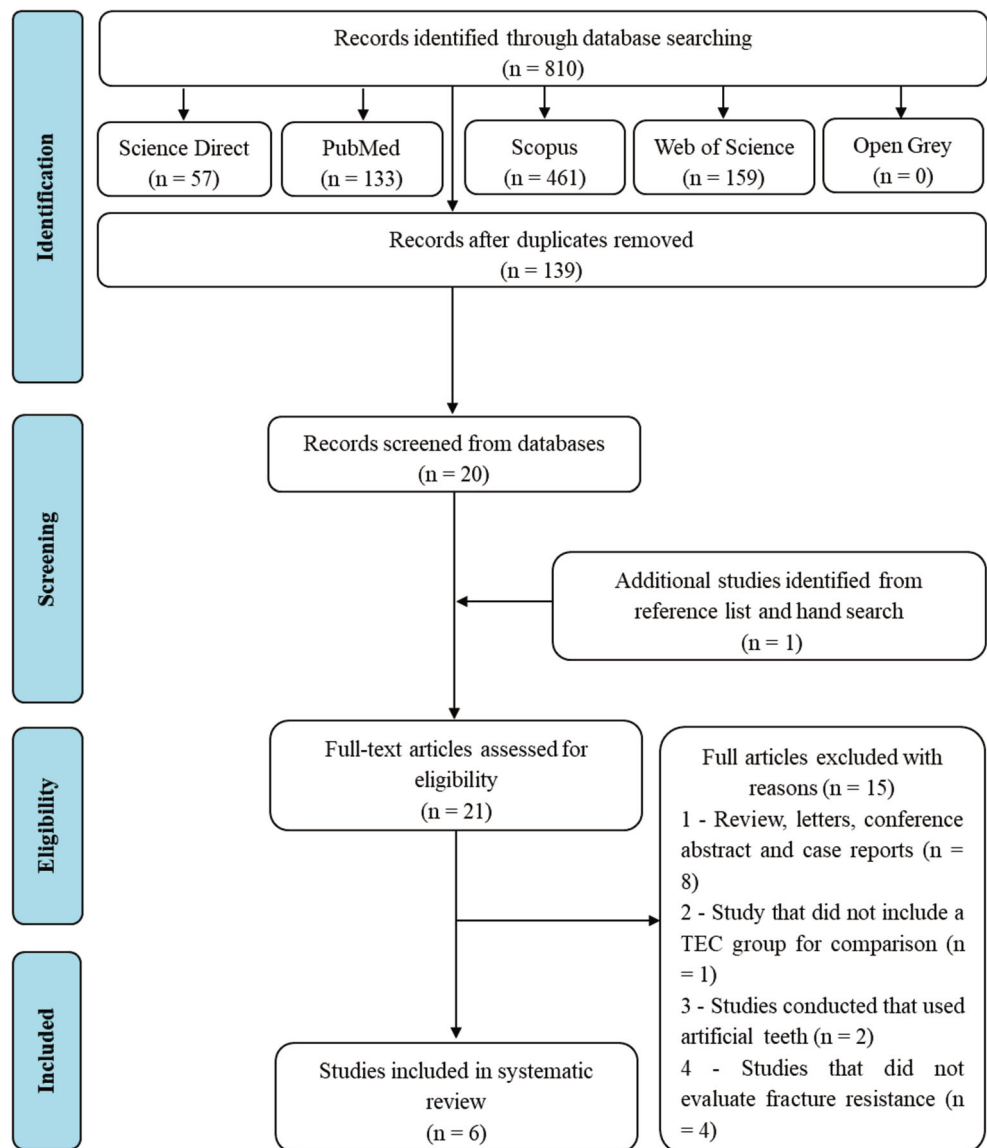 Identification
Records identified through database searching
(n = 810)
Science Direct
(n = 57)
PubMed
(n = 133)
Scopus
(n = 461)
Web of Science
(n = 159)
Open Grey
(n = 0)
Records after duplicates removed
(n = 139)
Screening
Records screened from databases
(n = 20)
Additional studies identified from
reference list and hand search
(n = 1)
Eligibility
Full-text articles assessed for
eligibility
(n = 21)
Full articles excluded with
reasons (n = 15)
1 - Review, letters, conference
abstract and case reports (n =
8)
2 - Study that did not include a
TEC group for comparison (n
= 1)
3 - Studies conducted that used
artificial teeth (n = 2)
4 - Studies that did not
evaluate fracture resistance (n
= 4)
Included
Studies included in systematic
review
(n = 6)